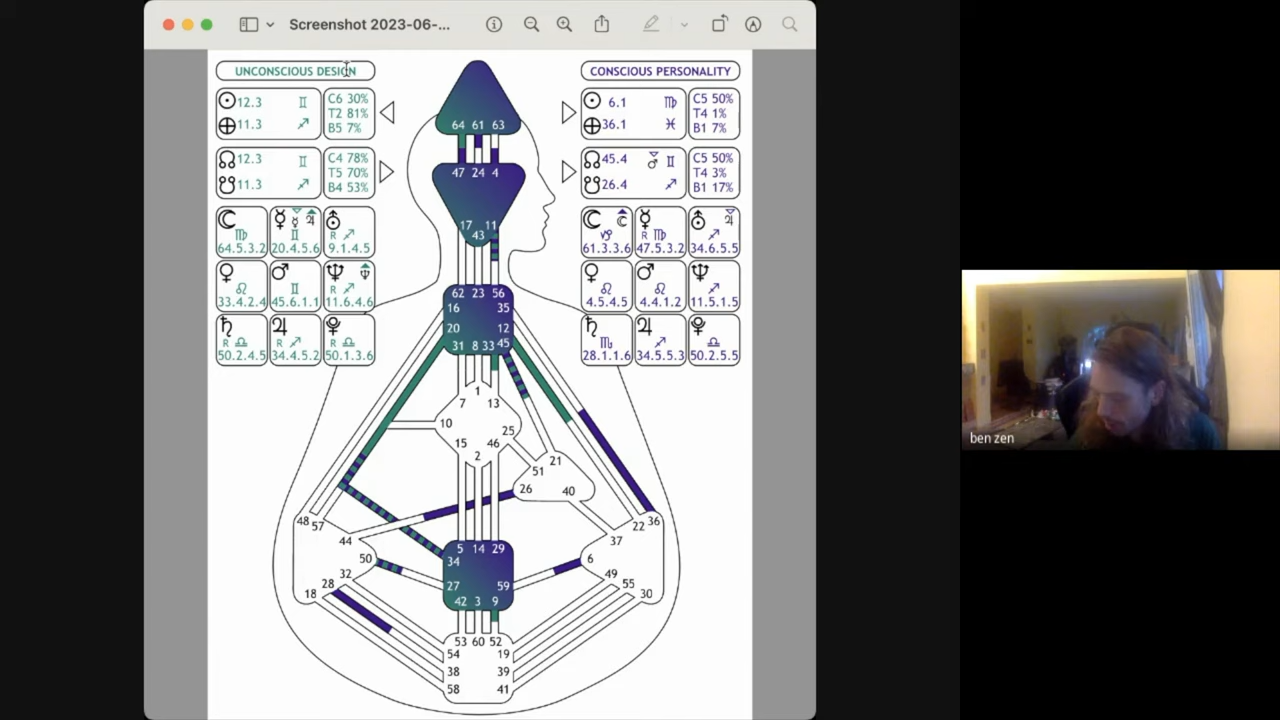 Screenshot 2023-06-...
UNCONSCIOUS DESIGN
CONSCIOUS PERSONALITY
12.3
11.3
C6 30%
T2 81%
B5 7%
12.3
11.3
C4 78%
T5 70%
B4 53%
64.5.3.2
20.4.5.6
R
9.1.4.5
33.4.2.4
45.6.1.1
R
11.6.4.6
R
50.2.4.5
R
34.4.5.2
R
50.1.3.6
6.1
36.1
C5 50%
T4 1%
B1 7%
45.4
26.4
C5 50%
T4 3%
B1 17%
61.3.3.6
R
47.5.3.2
34.6.5.5
4.5.4.5
4.4.1.2
11.5.1.5
28.1.1.6
34.5.5.3
50.2.5.5
64 61 63
47 24 4
17 11
43
62 23 56
16 35
20 12
31 8 33 45
1
7 13
10 25
15 46
2
21
51
26 40
48 57
44
50
32
28
18
22 36
37
6
49
55
30
5 14 29
34
27 59
42 3 9
53 60 52
54 19
38 39
58 41
ben zen